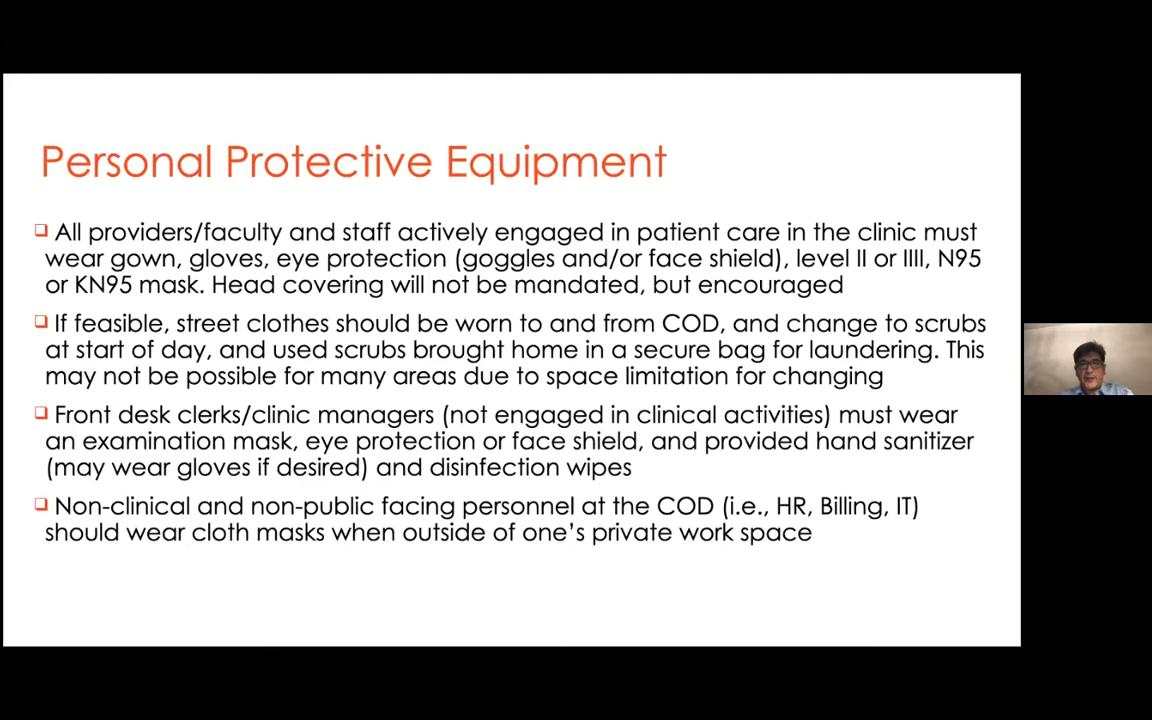 Personal Protective Equipment
All providers/faculty and staff actively engaged in patient care in the clinic must
wear gown, gloves, eye protection (goggles and/or face shield), level II or IIII, N95
or KN95 mask. Head covering will not be mandated, but encouraged
If feasible, street clothes should be worn to and from COD, and change to scrubs
at start of day, and used scrubs brought home in a secure bag for laundering. This
may not be possible for many areas due to space limitation for changing
Front desk clerks/clinic managers (not engaged in clinical activities) must wear
an examination mask, eye protection or face shield, and provided hand sanitizer
(may wear gloves if desired) and disinfection wipes
Non-clinical and non-public facing personnel at the COD (i.e., HR, Billing, IT)
should wear cloth masks when outside of one’s private work space